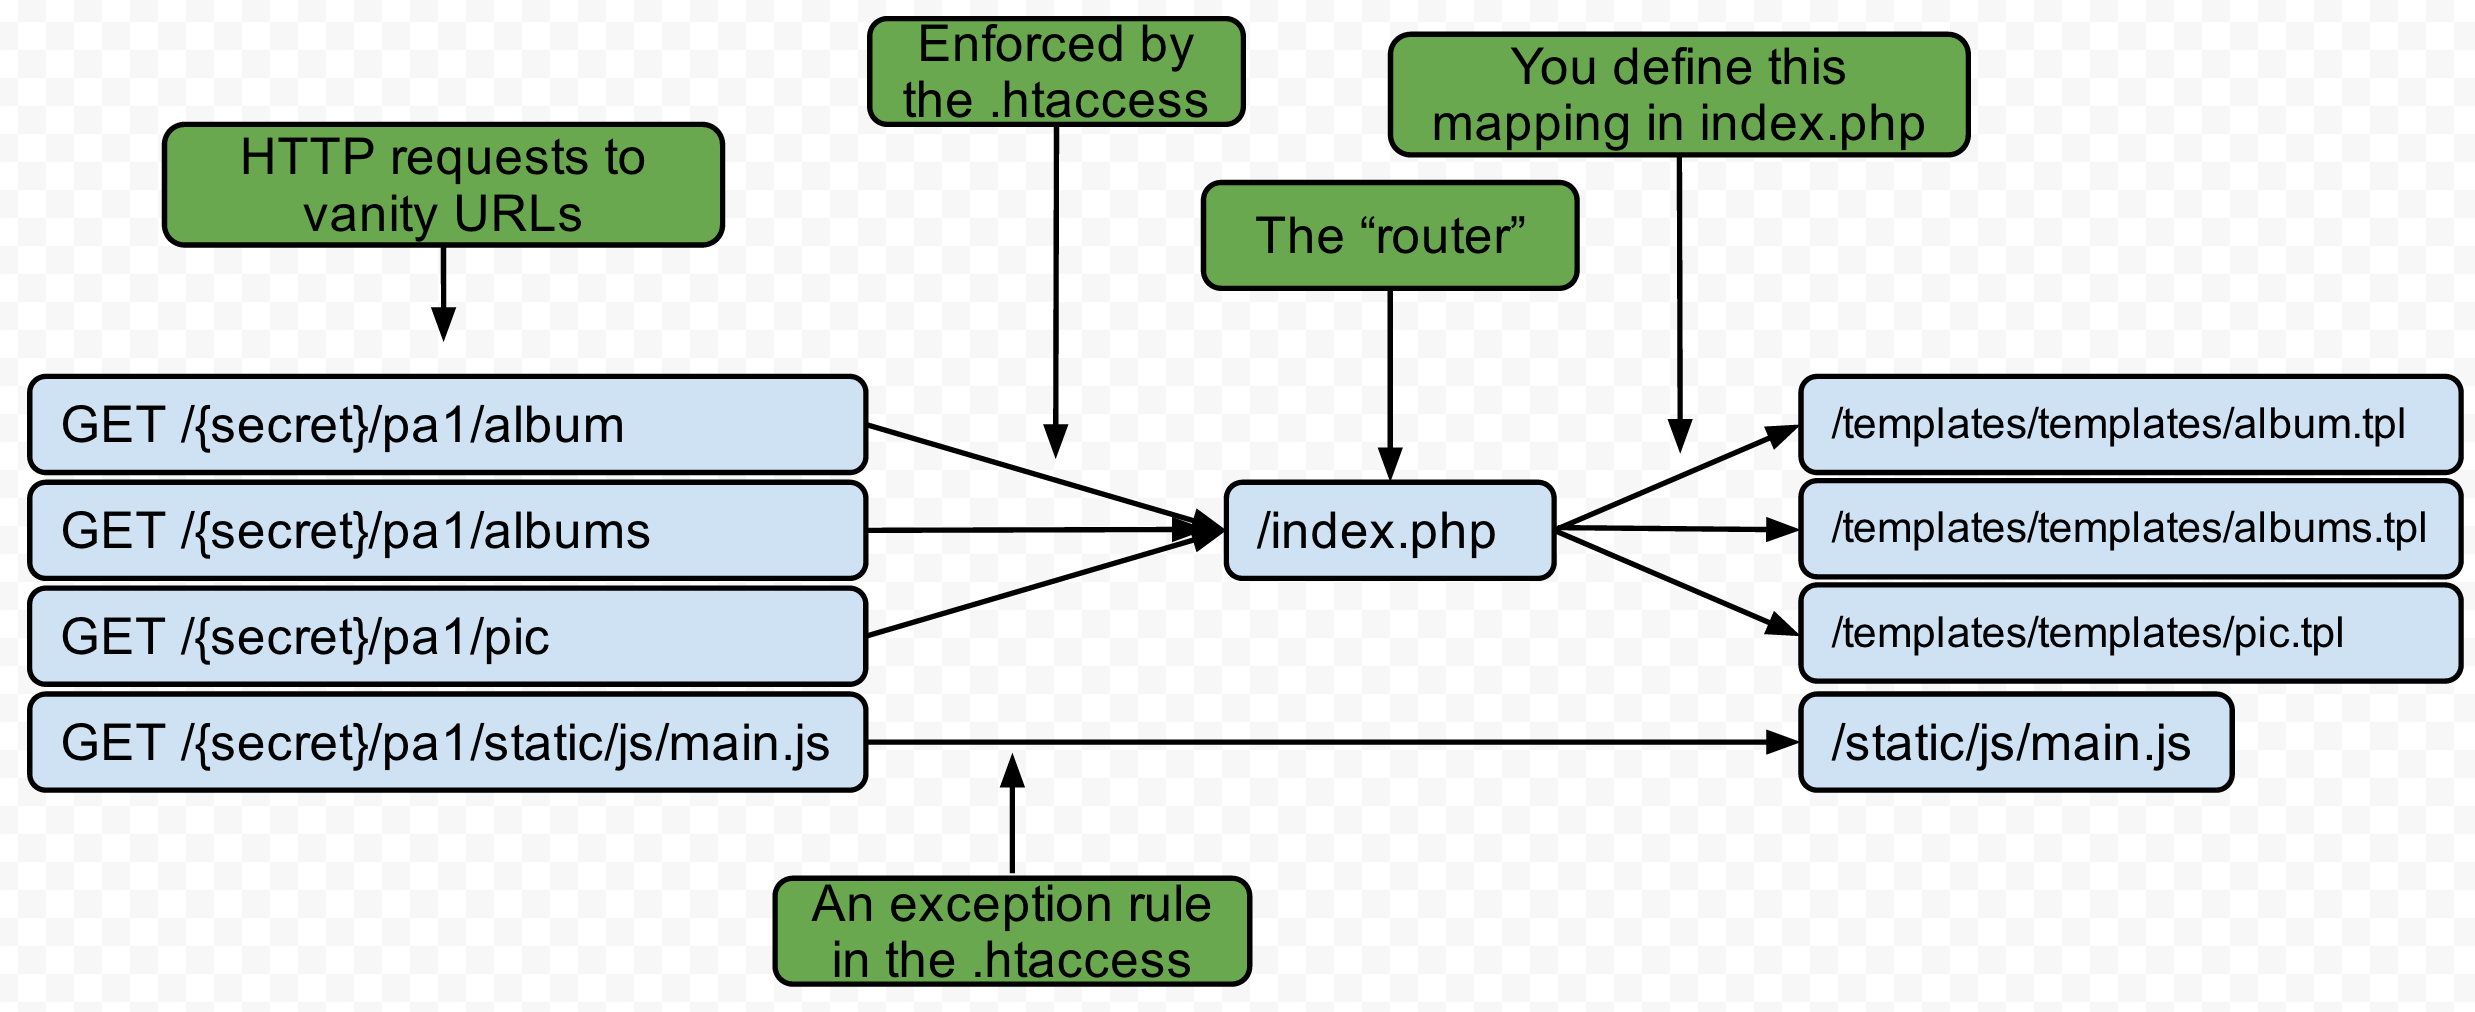 Enforced by
the .htaccess
You define this
mapping in index.php
HTTP requests to
vanity URLs
The “router”
GET /{secret}/pa1/album
GET /{secret}/pa1/albums
GET /{secret}/pa1/pic
GET /{secret}/pa1/static/js/main.js
/index.php
/templates/templates/album.tpl
/templates/templates/albums.tpl
/templates/templates/pic.tpl
/static/js/main.js
An exception rule
in the .htaccess